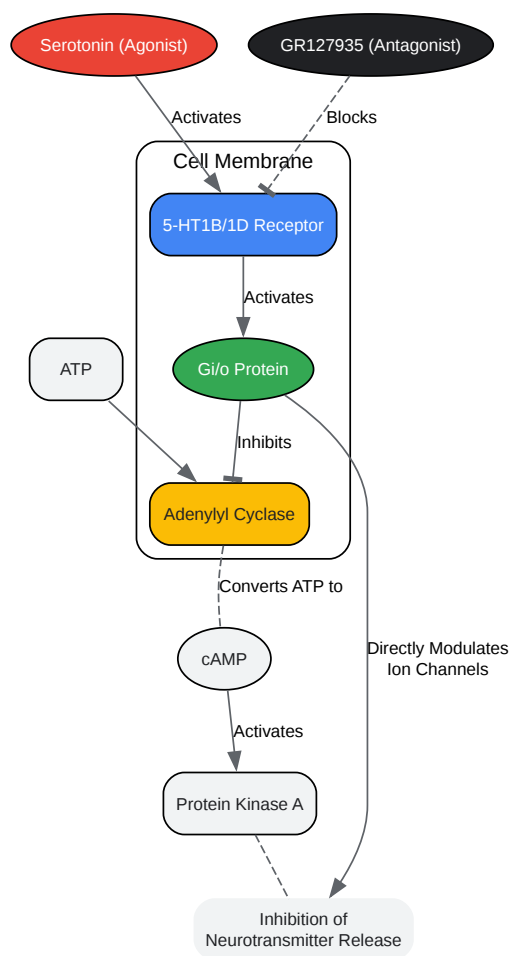 Serotonin (Agonist)
GR127935 (Antagonist)
Activates
Blocks
Cell Membrane
5-HT1B/1D Receptor
Activates
ATP
Gi/o Protein
Inhibits
Adenylyl Cyclase
Converts ATP to
cAMP
Directly Modulates
Ion Channels
Activates
Protein Kinase A
Inhibition of
Neurotransmitter Release